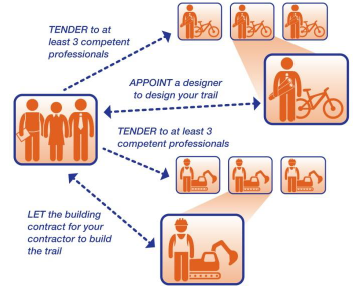 TENDER to at
least 3 competent
professionals
APPOINT a designer
to design your trail
TENDER to at least 3
competent professionals
LET the building
contract for your
contractor to build
the trail